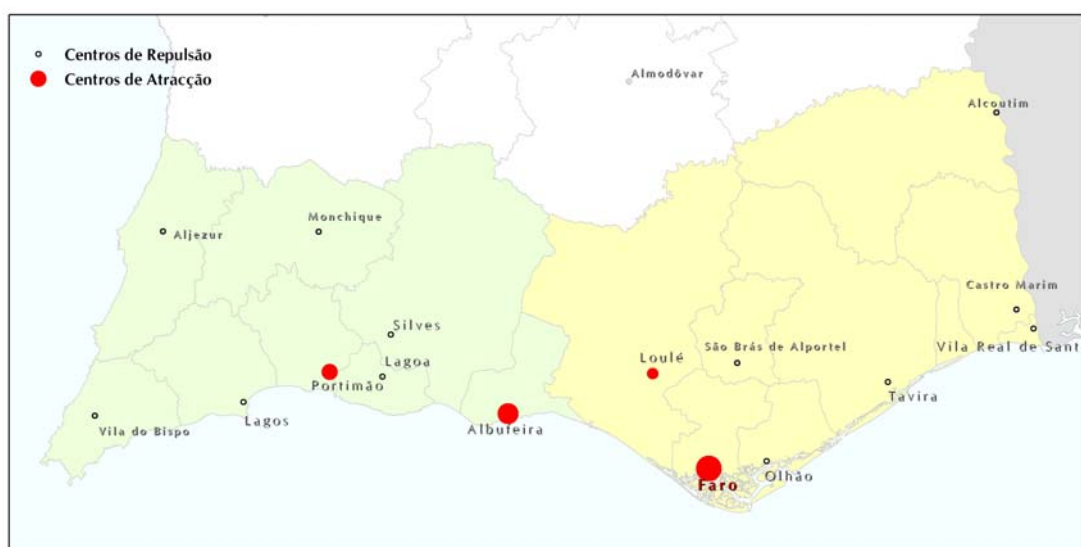 Centros de Repulsão
Centros de Atracção
Almodôvar
Alcoutim
Monchique
Aljezur
Castro Marim
Silves
São Brás de Alportel
Vila Real de Sant
Loulé
Lagoa
Portimão
Tavira
Lagos
Vila do Bispo
Albufeira
Olhão
Faro